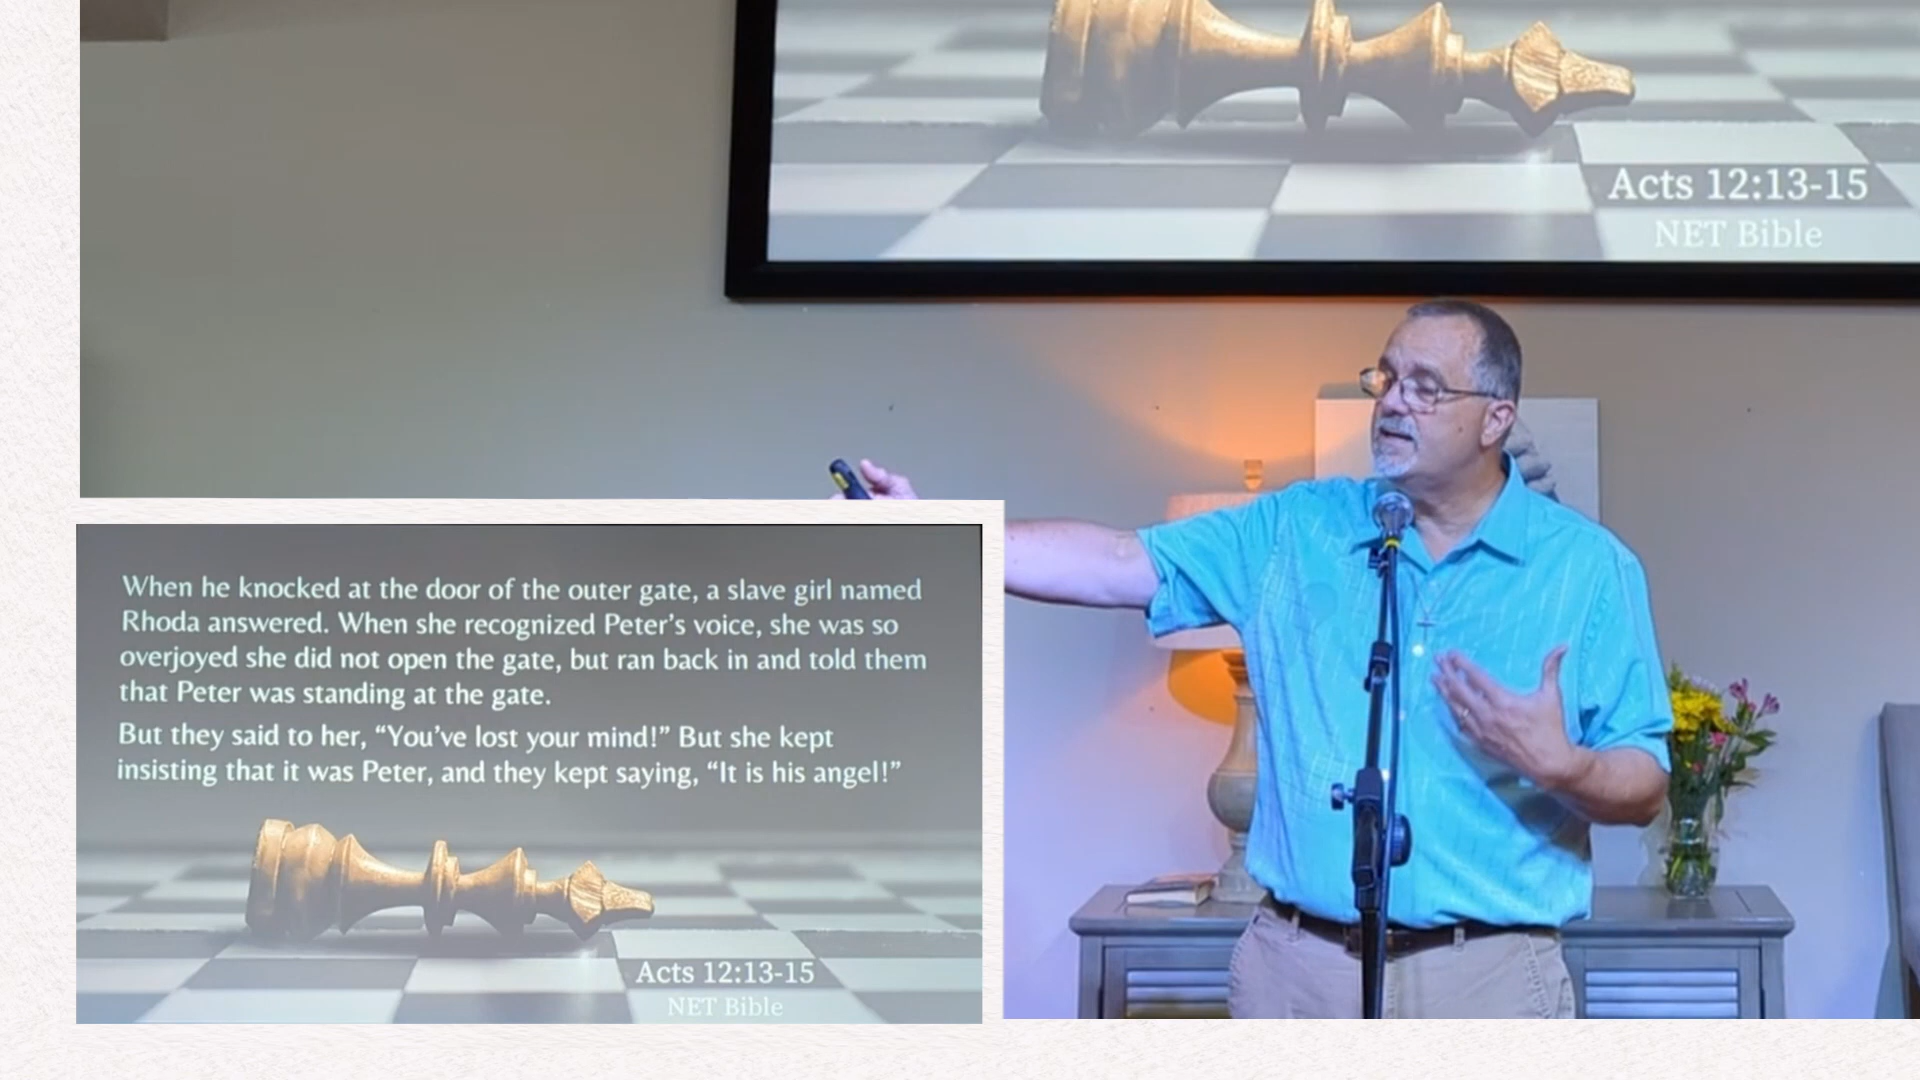 Acts 12:13-15
NET Bible
When he knocked at the door of the outer gate, a slave girl named
Rhoda answered. When she recognized Peter’s voice, she was so
overjoyed she did not open the gate, but ran back in and told them
that Peter was standing at the gate.
But they said to her, “You’ve lost your mind!” But she kept
insisting that it was Peter, and they kept saying, “It is his angel!”
Acts 12:13-15
NET Bible